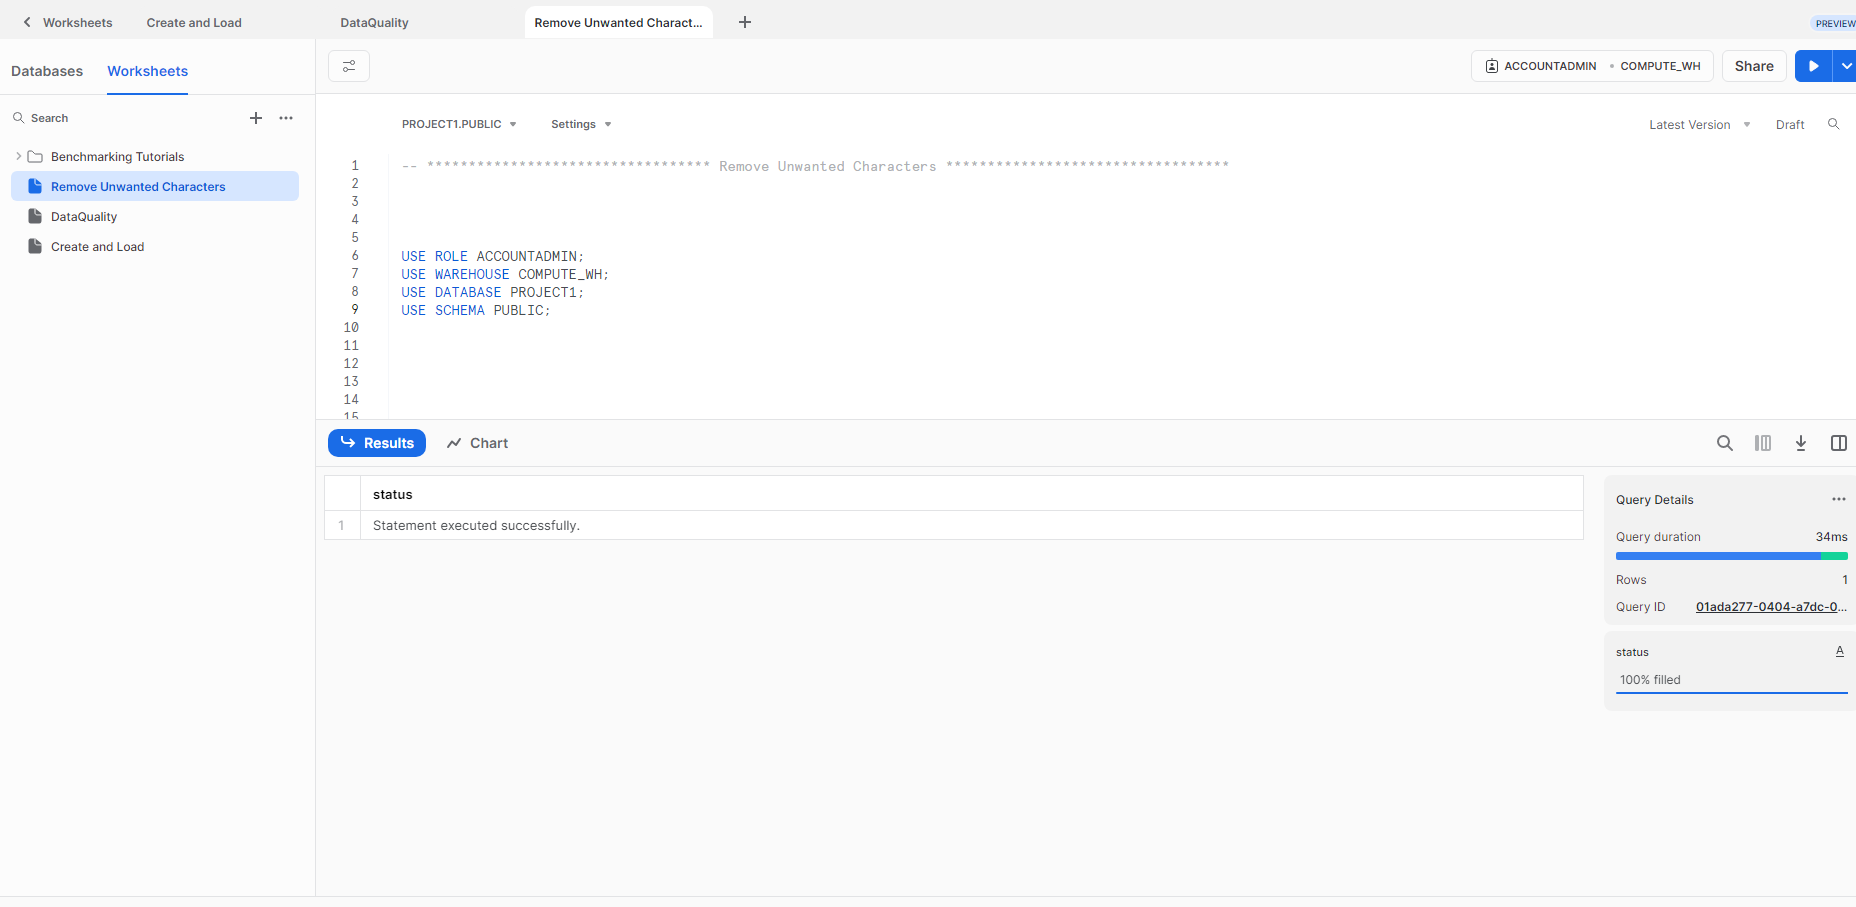 Worksheets
Create and Load
DataQuality
Remove Unwanted Charact...
PREVIEW
Databases
Worksheets
ACCOUNTADMIN
COMPUTE_WH
Share
Search
PROJECT1.PUBLIC
Settings
Latest Version
Draft
Benchmarking Tutorials
Remove Unwanted Characters
DataQuality
Create and Load
1 -- ********************************** Remove Unwanted Characters **********************************
2
3
4
5
6 USE ROLE ACCOUNTADMIN;
7 USE WAREHOUSE COMPUTE_WH;
8 USE DATABASE PROJECT1;
9 USE SCHEMA PUBLIC;
10
11
12
13
14
15
Results
Chart
status
1 Statement executed successfully.
Query Details
Query duration 34ms
Rows 1
Query ID 01ada277-0404-a7dc-0...
status A
100% filled